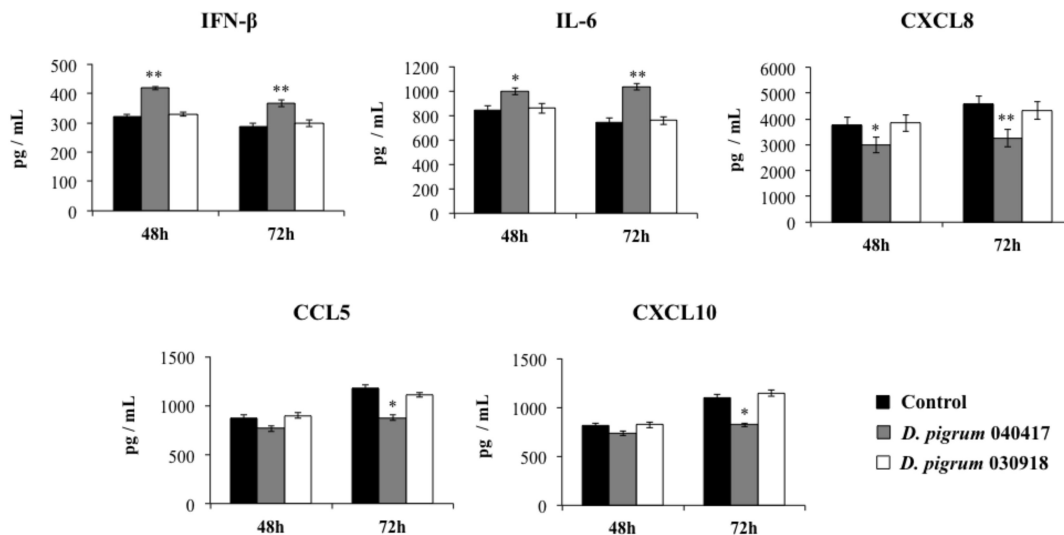 IFN-β
IL-6
CXCL8
500
400
300
200
100
0
pg / mL
**
**
48h
72h
1200
1000
800
600
400
200
0
pg / mL
*
**
48h
72h
6000
5000
4000
3000
2000
1000
0
pg / mL
*
**
48h
72h
CCL5
CXCL10
1500
1000
500
0
pg / mL
*
48h
72h
1500
1000
500
0
pg / mL
*
48h
72h
Control
D. pigrum 040417
D. pigrum 030918